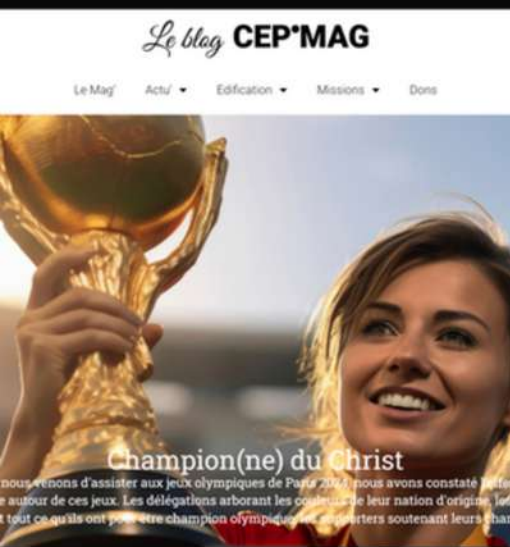 Le blog CEP•MAG
Le Mag' Actu' Edification Missions Dons
Champion(ne) du Christ
nous venons d'assister aux jeux olympiques de Paris 2024, nous avons constaté
e autour de ces jeux. Les délégations arborant les couleurs de leur nation d'origine, les
t tout ce qu'ils ont pour être champion olympique, les supporters soutenant leurs cham